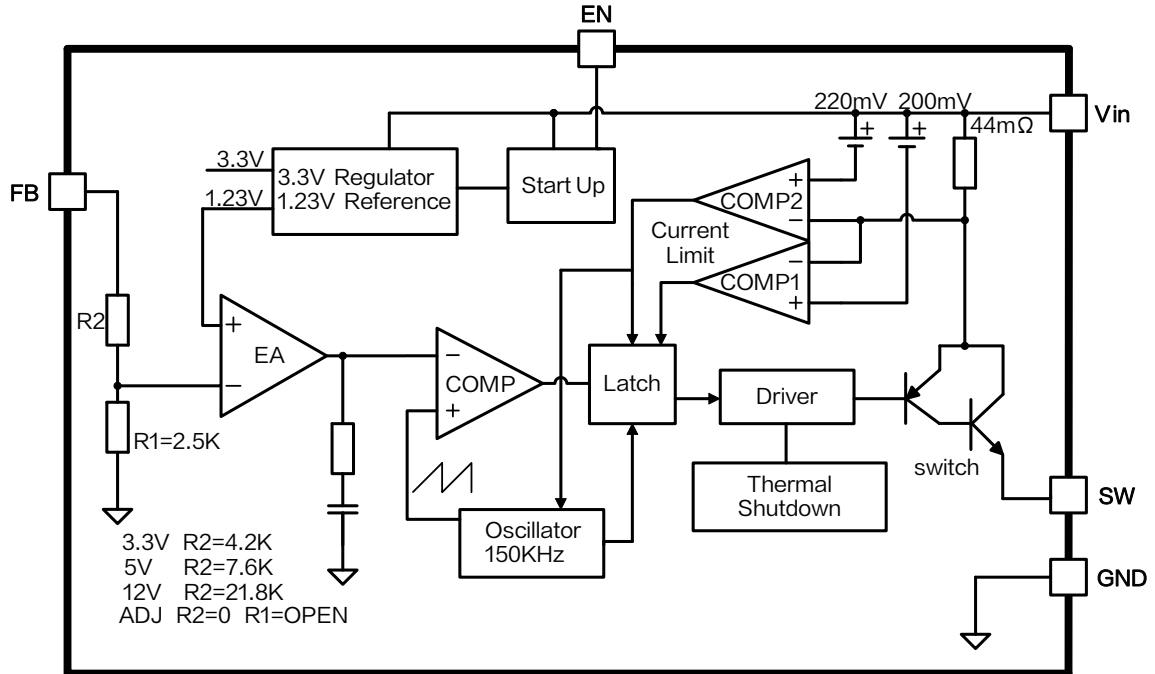 EN
220mV 200mV
Vin
44mΩ
3.3V
3.3V Regulator
1.23V Reference
Start Up
FB
1.23V
+
+
+
COMP2
−
Current
Limit
−
COMP1
+
R2
+
EA
−
−
COMP
+
Latch
Driver
R1=2.5K
switch
Thermal
Shutdown
SW
Oscillator
150KHz
3.3V R2=4.2K
5V R2=7.6K
12V R2=21.8K
ADJ R2=0 R1=OPEN
GND